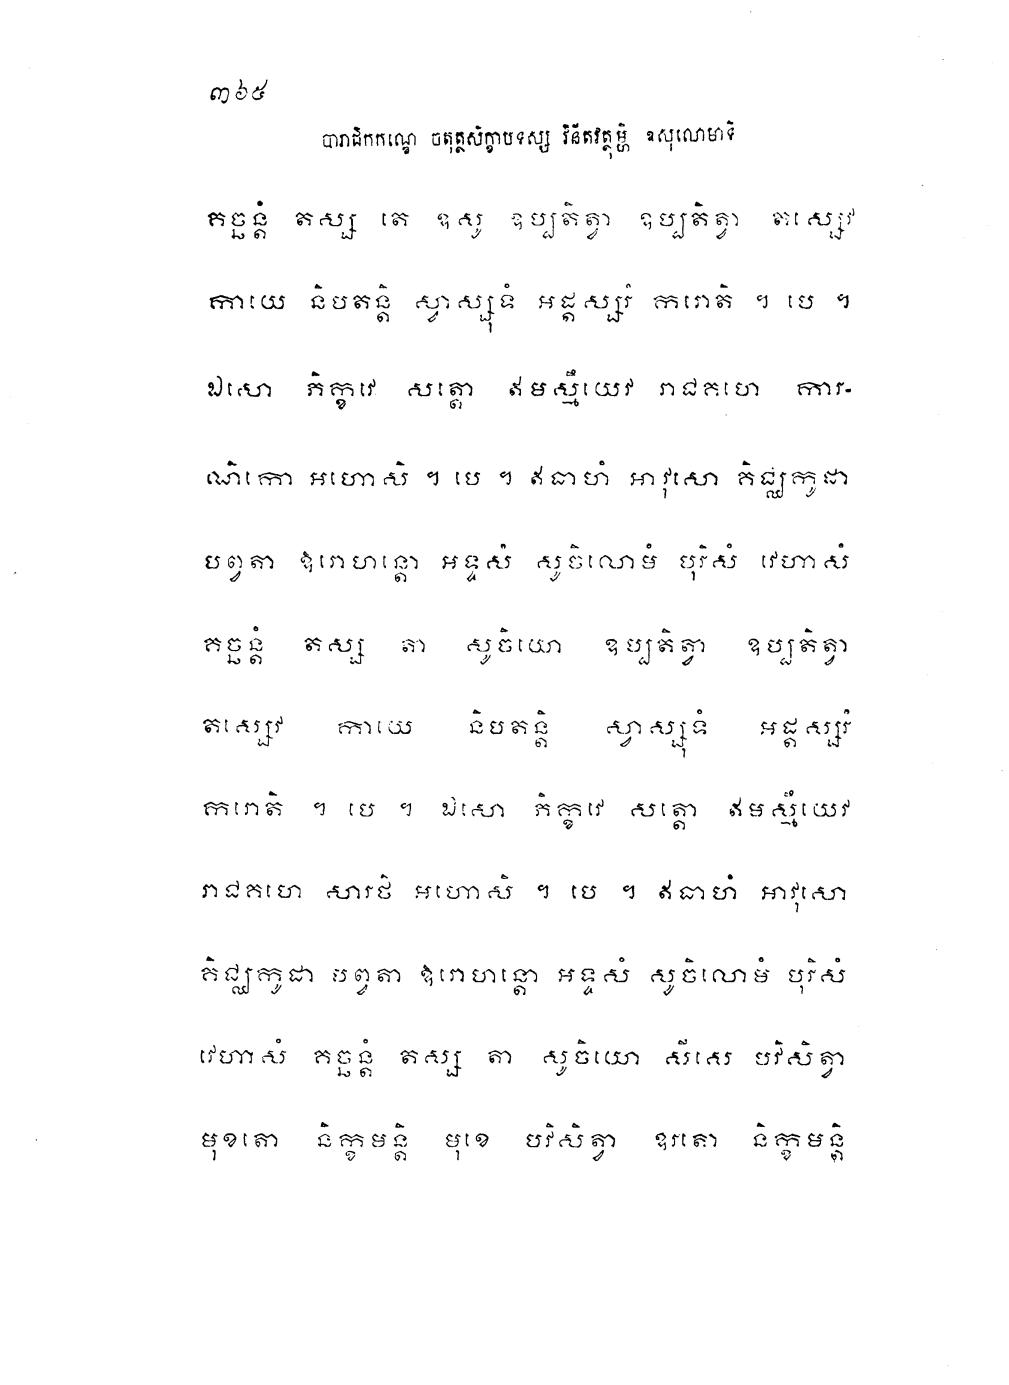 ៣៦៥
បារាជិកកណ្ឌេ ចតុត្ថសិក្ខាបទស្ស វិនីតវត្ថុម្ហិ ឧសុលោមាទិ
គច្ឆន្តំ តស្ស តេ ឧសូ ឧប្បតិត្វា ឧប្បតិត្វា តស្សេវ
កាយេ និបតន្តិ ស្វាស្សុទំ អដ្តស្សរំ ករោតិ ។ បេ ។
ឯសោ ភិក្ខវេ សត្តោ ឥមស្មឹយេវ រាជគហេ ការ-
ណិកោ អហោសិ ។ បេ ។ ឥធាហំ អាវុសោ គិជ្ឈកូដា
បព្វតា ឱរោហន្តោ អទ្ទសំ សូចិលោមំ បុរិសំ វេហាសំ
គច្ឆន្តំ តស្ស តា សូចិយោ ឧប្បតិត្វា ឧប្បតិត្វា
តស្សេវ កាយេ និបតន្តិ ស្វាស្សុទំ អដ្តស្សរំ
ករោតិ ។ បេ ។ ឯសោ ភិក្ខវេ សត្តោ ឥមស្មឹយេវ
រាជគហេ សារថិ អហោសិ ។ បេ ។ ឥធាហំ អាវុសោ
គិជ្ឈកូដា បព្វតា ឱរោហន្តោ អទ្ទសំ សូចិលោមំ បុរិសំ
វេហាសំ គច្ឆន្តំ តស្ស តា សូចិយោ សីសេ បវិសិត្វា
មុខតោ និក្ខមន្តិ មុខេ បវិសិត្វា ឧរតោ និក្ខមន្តិ